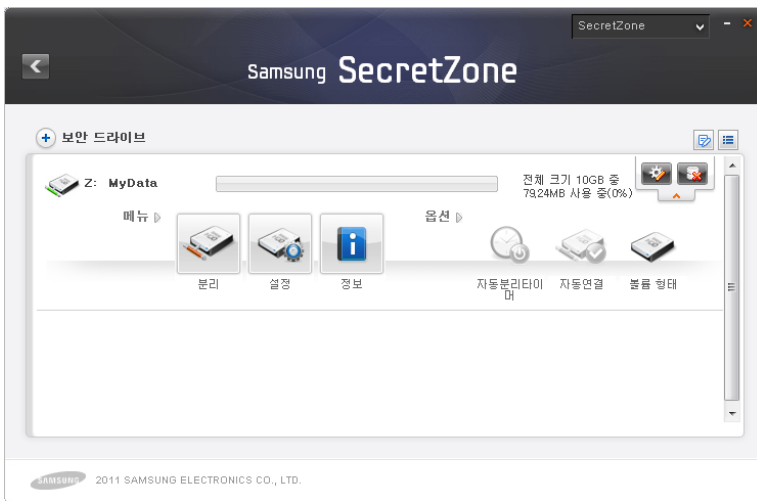 SecretZone
Samsung SecretZone
보안 드라이브
Z: MyData
전체 크기 10GB 중
79.24MB 사용 중(0%)
메뉴
옵션
분리
설정
정보
자동분리타이
머
자동연결
볼륨 형태
SAMSUNG
2011 SAMSUNG ELECTRONICS CO., LTD.